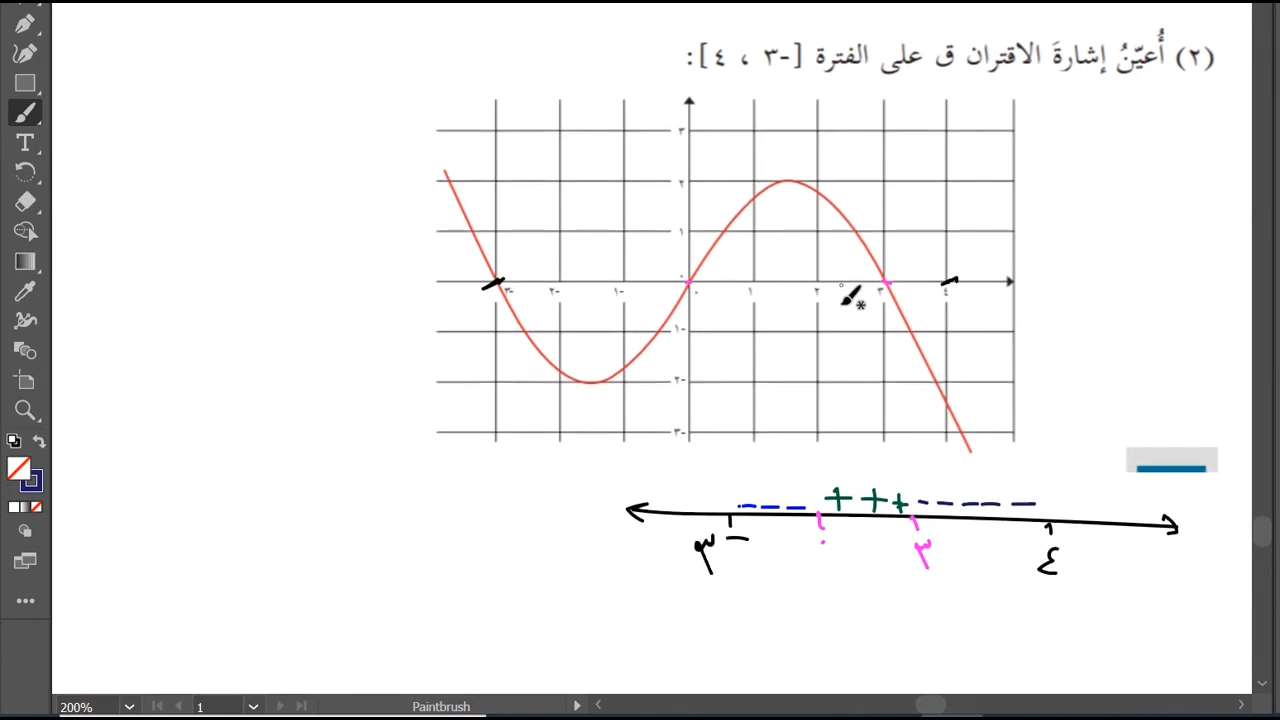 (٢) أُعيّنُ إشارةَ الاقتران ق على الفترة [-٣ ، ٤]:
٣
٢
١
٠
-٣ -٢ -١ ٠ ١ ٢ ٣ ٤
-١
-٢
-٣
- - - - + + + - - - - -
-٣ ٠ ٣ ٤
200% 1 Paintbrush